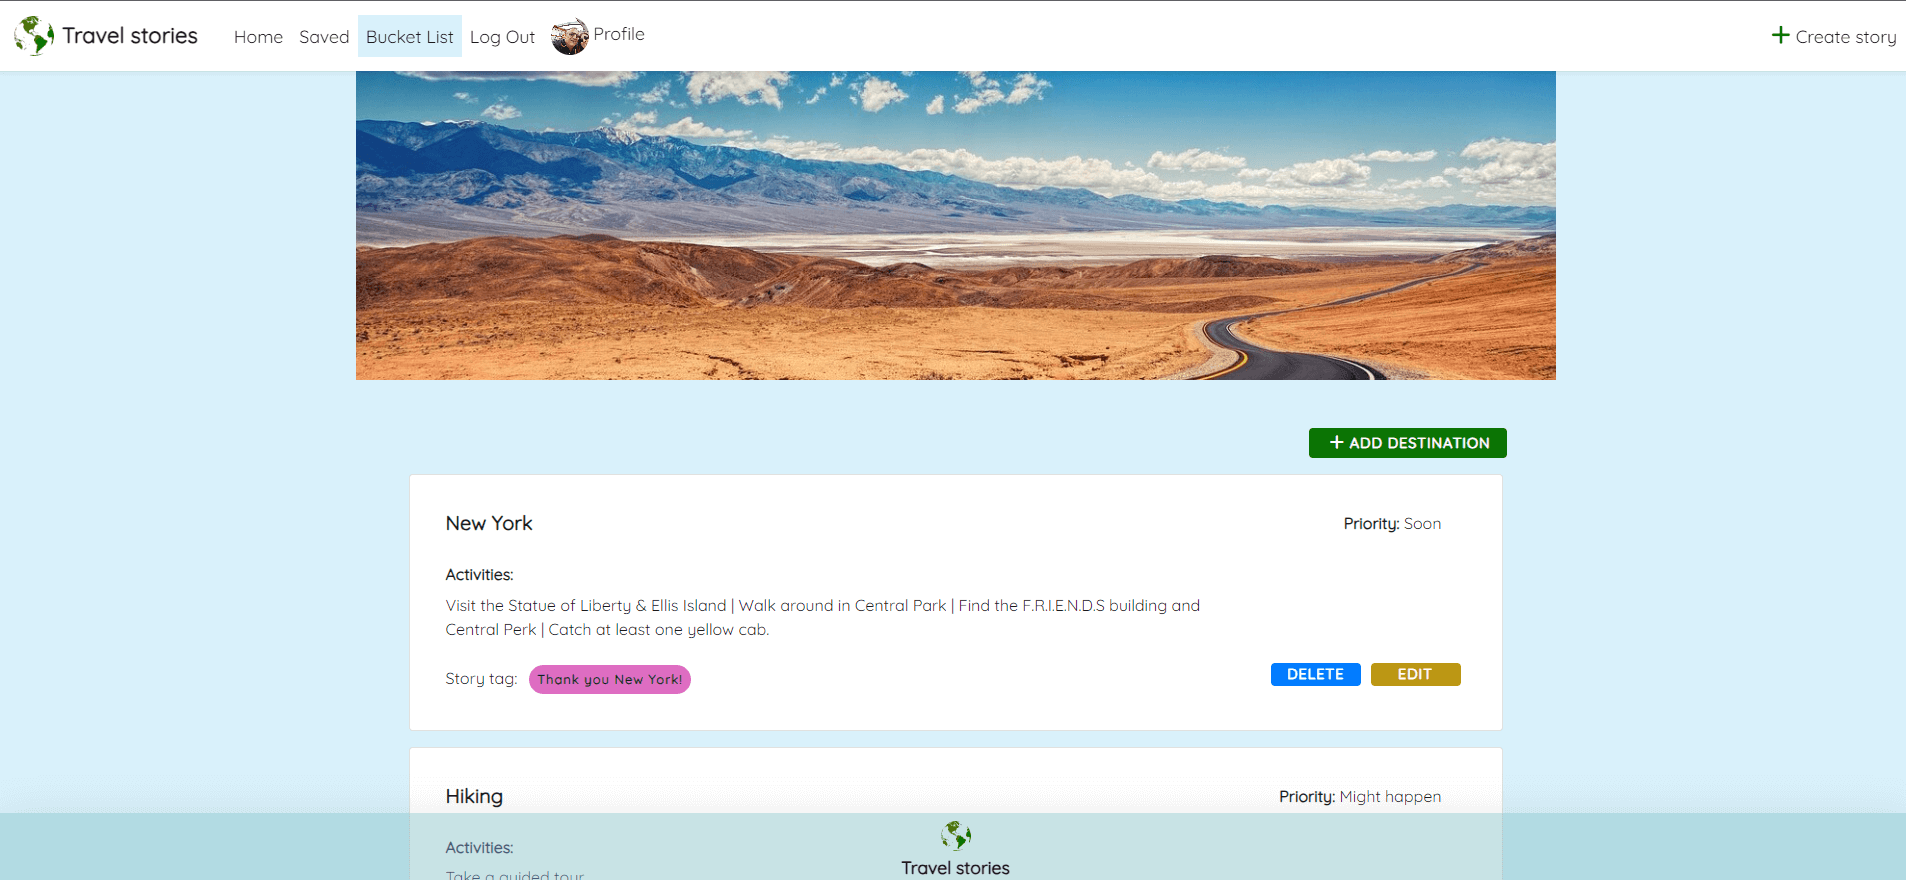 Travel stories Home Saved Bucket List Log Out Profile Create story
ADD DESTINATION
New York Priority: Soon
Activities:
Visit the Statue of Liberty & Ellis Island | Walk around in Central Park | Find the F.R.I.E.N.D.S building and
Central Perk | Catch at least one yellow cab.
Story tag: Thank you New York! DELETE EDIT
Hiking Priority: Might happen
Activities:
Take a guided tour
Travel stories